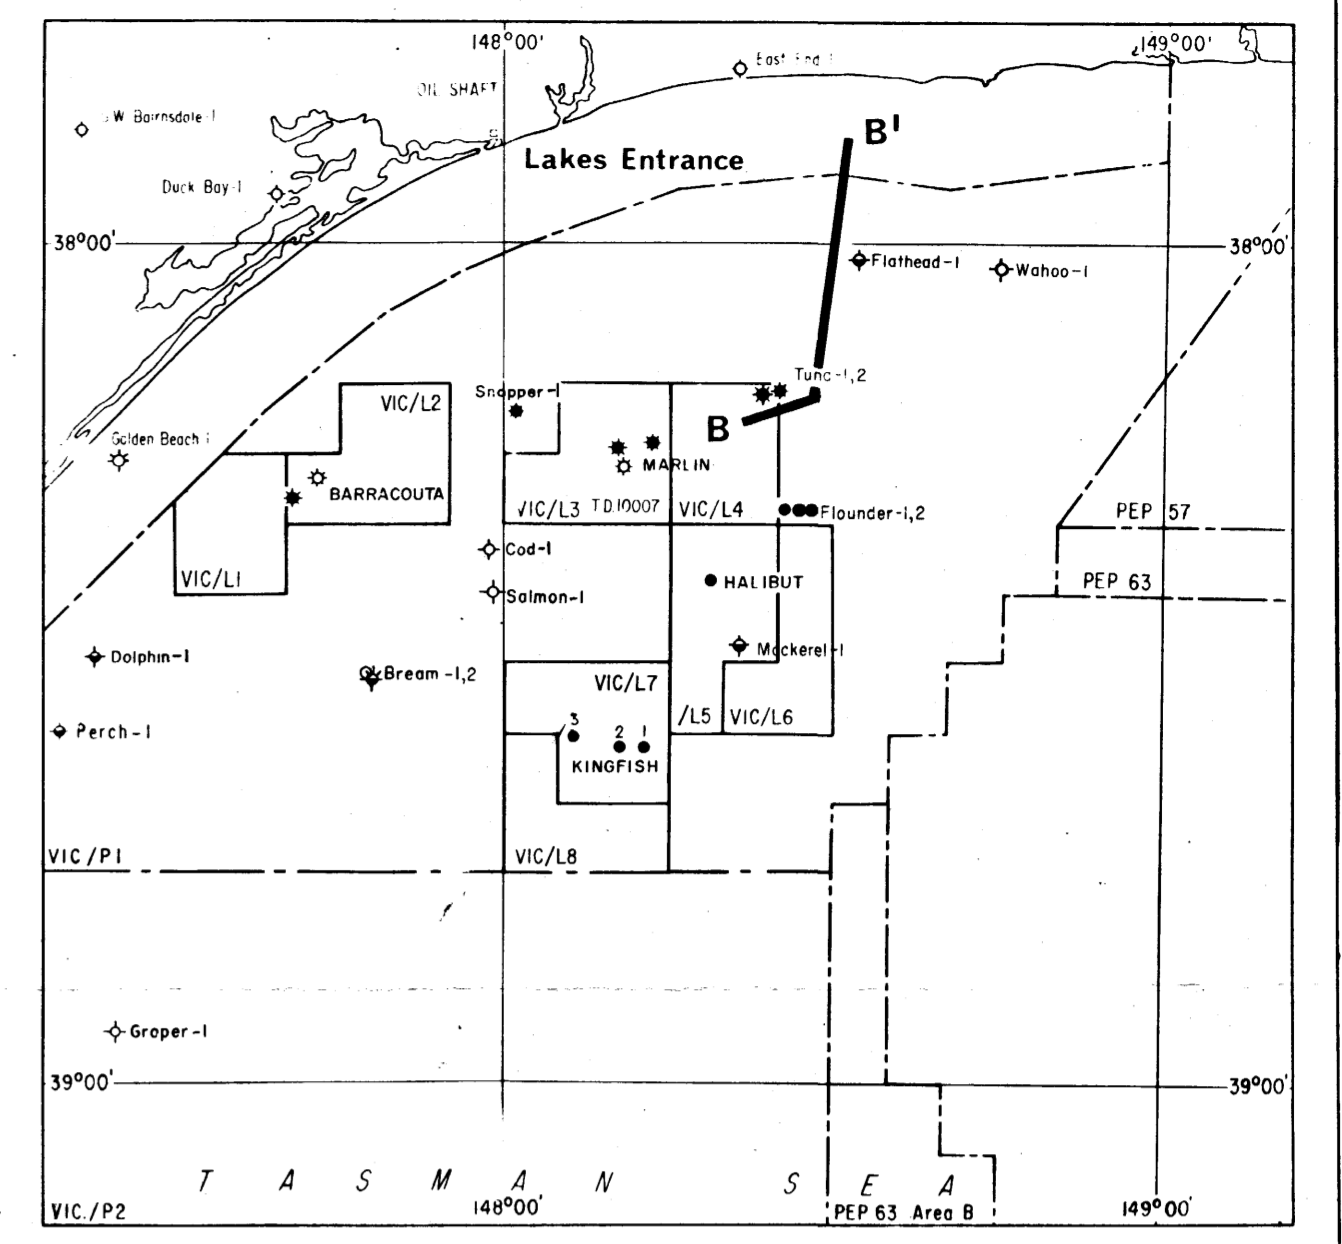 148°00'
149°00'
East End-1
OIL SHAFT
W Bairnsdale-1
B'
Lakes Entrance
Duck Bay-1
38°00'
38°00'
Flathead-1
Wahoo-1
Tuna-1,2
Snapper-1
VIC/L2
B
Golden Beach 1
MARLIN
BARRACOUTA
VIC/L3
T.D.10007
VIC/L4
Flounder-1,2
PEP 57
Cod-1
VIC/L1
HALIBUT
PEP 63
Salmon-1
Mackerel-1
Dolphin-1
Bream-1,2
VIC/L7
/L5
VIC/L6
3
2
1
Perch-1
KINGFISH
VIC/P1
VIC/L8
Groper-1
39°00'
39°00'
TASMAN SEA
148°00'
149°00'
VIC./P2
PEP 63 Area B